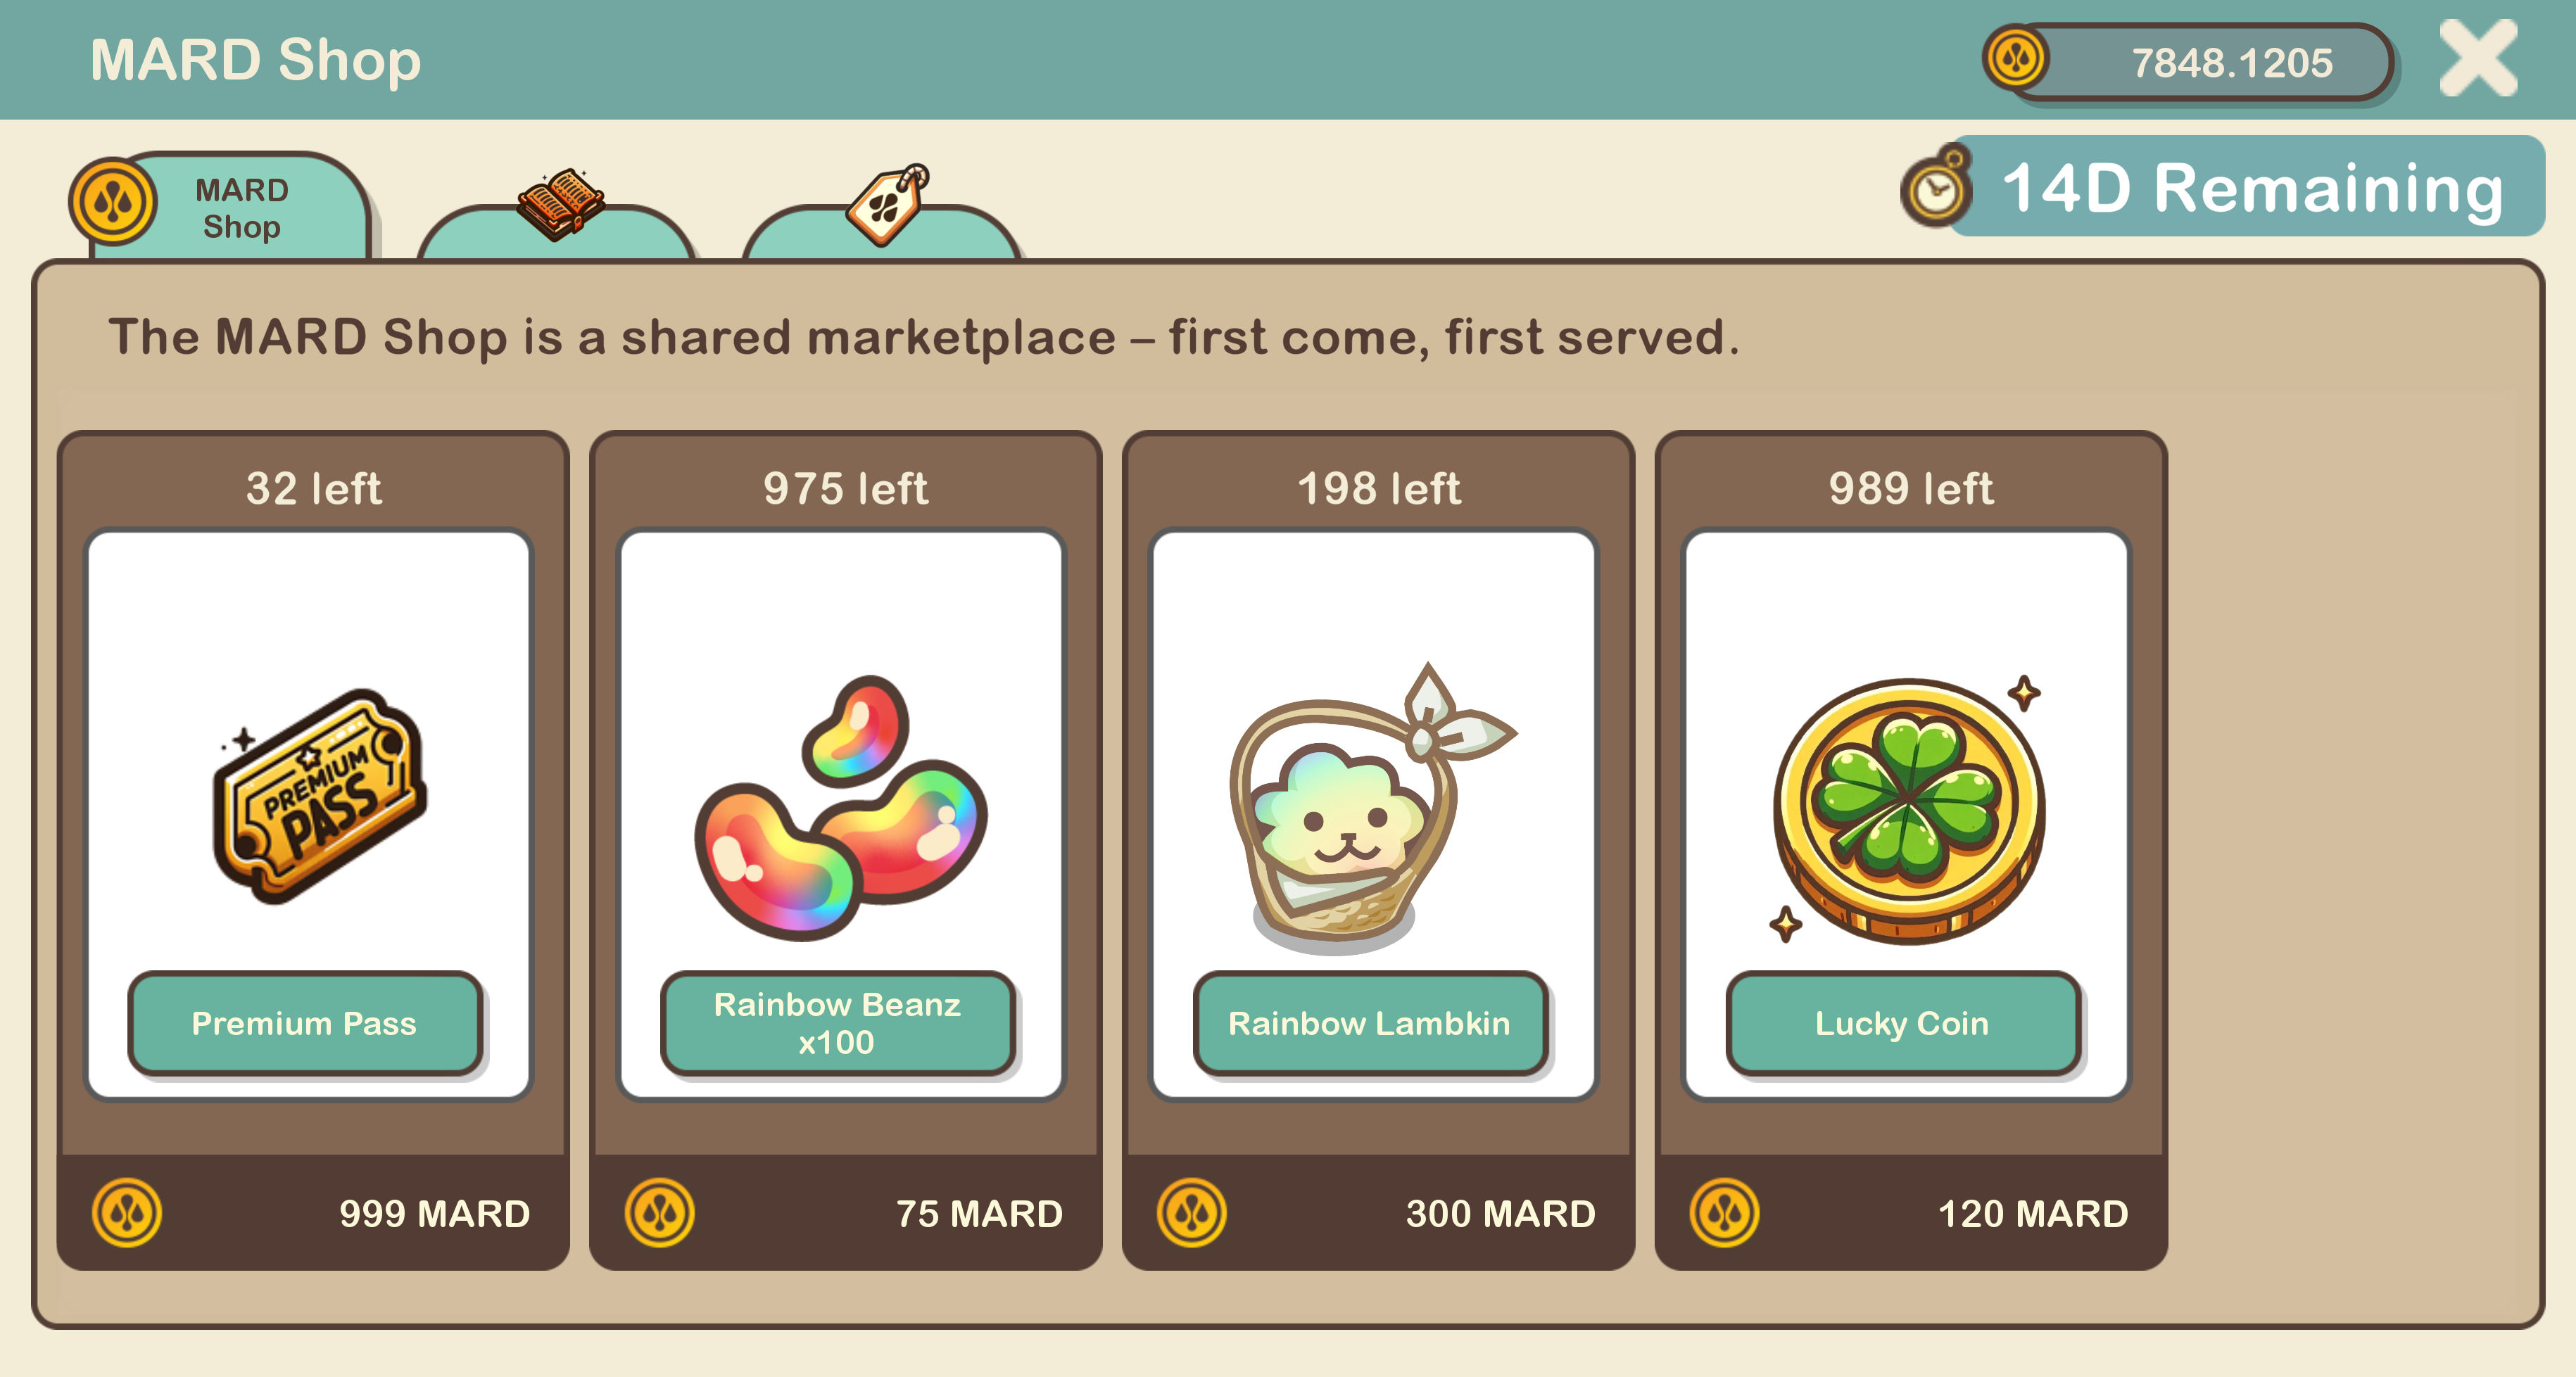 MARD Shop
7848.1205
MARD
Shop
14D Remaining
The MARD Shop is a shared marketplace – first come, first served.
32 left
975 left
198 left
989 left
PREMIUM
PASS
Premium Pass
Rainbow Beanz
x100
Rainbow Lambkin
Lucky Coin
999 MARD
75 MARD
300 MARD
120 MARD